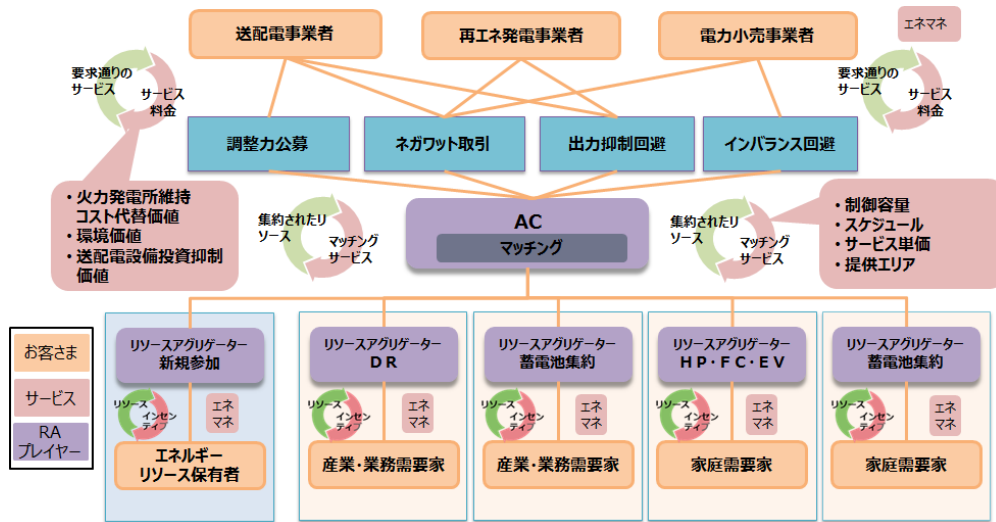 送配電事業者
再エネ発電事業者
電力小売事業者
エネマネ
要求通りの
サービス
サービス
料金
要求通りの
サービス
サービス
料金
調整力公募
ネガワット取引
出力抑制回避
インバランス回避
・火力発電所維持
コスト代替価値
・環境価値
・送配電設備投資抑制
価値
集約されたリ
ソース
マッチング
サービス
AC
マッチング
集約されたリ
ソース
マッチング
サービス
・制御容量
・スケジュール
・サービス単価
・提供エリア
お客さま
サービス
RA
プレイヤー
リソースアグリゲーター
新規参加
リソース
インセン
ティブ
エネ
マネ
エネルギー
リソース保有者
リソースアグリゲーター
DR
リソース
インセン
ティブ
エネ
マネ
産業・業務需要家
リソースアグリゲーター
蓄電池集約
リソース
インセン
ティブ
エネ
マネ
産業・業務需要家
リソースアグリゲーター
HP・FC・EV
リソース
インセン
ティブ
エネ
マネ
家庭需要家
リソースアグリゲーター
蓄電池集約
リソース
インセン
ティブ
エネ
マネ
家庭需要家